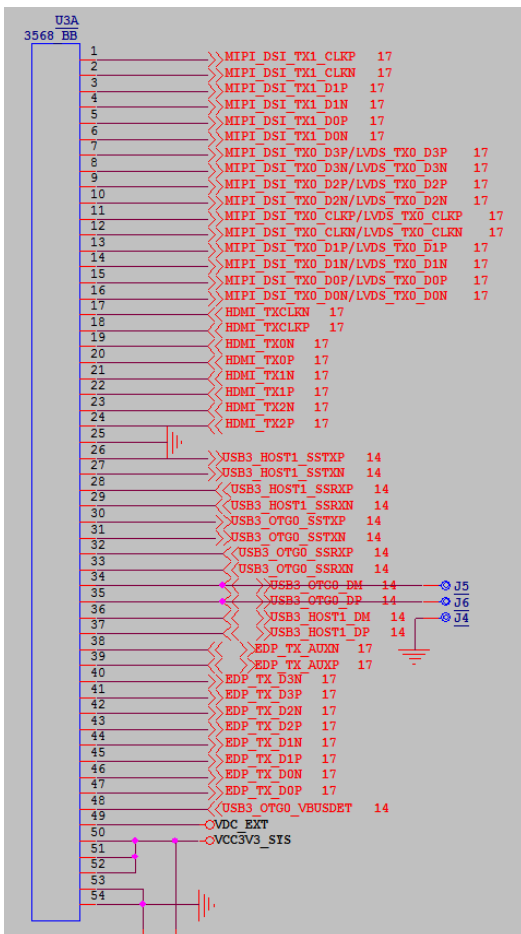 U3A
3568_BB
1 MIPI_DSI_TX1_CLKP 17
2 MIPI_DSI_TX1_CLKN 17
3 MIPI_DSI_TX1_D1P 17
4 MIPI_DSI_TX1_D1N 17
5 MIPI_DSI_TX1_D0P 17
6 MIPI_DSI_TX1_D0N 17
7 MIPI_DSI_TX0_D3P/LVDS_TX0_D3P 17
8 MIPI_DSI_TX0_D3N/LVDS_TX0_D3N 17
9 MIPI_DSI_TX0_D2P/LVDS_TX0_D2P 17
10 MIPI_DSI_TX0_D2N/LVDS_TX0_D2N 17
11 MIPI_DSI_TX0_CLKP/LVDS_TX0_CLKP 17
12 MIPI_DSI_TX0_CLKN/LVDS_TX0_CLKN 17
13 MIPI_DSI_TX0_D1P/LVDS_TX0_D1P 17
14 MIPI_DSI_TX0_D1N/LVDS_TX0_D1N 17
15 MIPI_DSI_TX0_D0P/LVDS_TX0_D0P 17
16 MIPI_DSI_TX0_D0N/LVDS_TX0_D0N 17
17 HDMI_TXCLKN 17
18 HDMI_TXCLKP 17
19 HDMI_TX0N 17
20 HDMI_TX0P 17
21 HDMI_TX1N 17
22 HDMI_TX1P 17
23 HDMI_TX2N 17
24 HDMI_TX2P 17
25
26 USB3_HOST1_SSTXP 14
27 USB3_HOST1_SSTXN 14
28 USB3_HOST1_SSRXP 14
29 USB3_HOST1_SSRXN 14
30 USB3_OTG0_SSTXP 14
31 USB3_OTG0_SSTXN 14
32 USB3_OTG0_SSRXP 14
33 USB3_OTG0_SSRXN 14
34 USB3_OTG0_DM 14 J5
35 USB3_OTG0_DP 14 J6
36 USB3_HOST1_DM 14 J4
37 USB3_HOST1_DP 14
38 EDP_TX_AUXN 17
39 EDP_TX_AUXP 17
40 EDP_TX_D3N 17
41 EDP_TX_D3P 17
42 EDP_TX_D2N 17
43 EDP_TX_D2P 17
44 EDP_TX_D1N 17
45 EDP_TX_D1P 17
46 EDP_TX_D0N 17
47 EDP_TX_D0P 17
48 USB3_OTG0_VBUSDET 14
49 VDC_EXT
50 VCC3V3_SYS
51
52
53
54